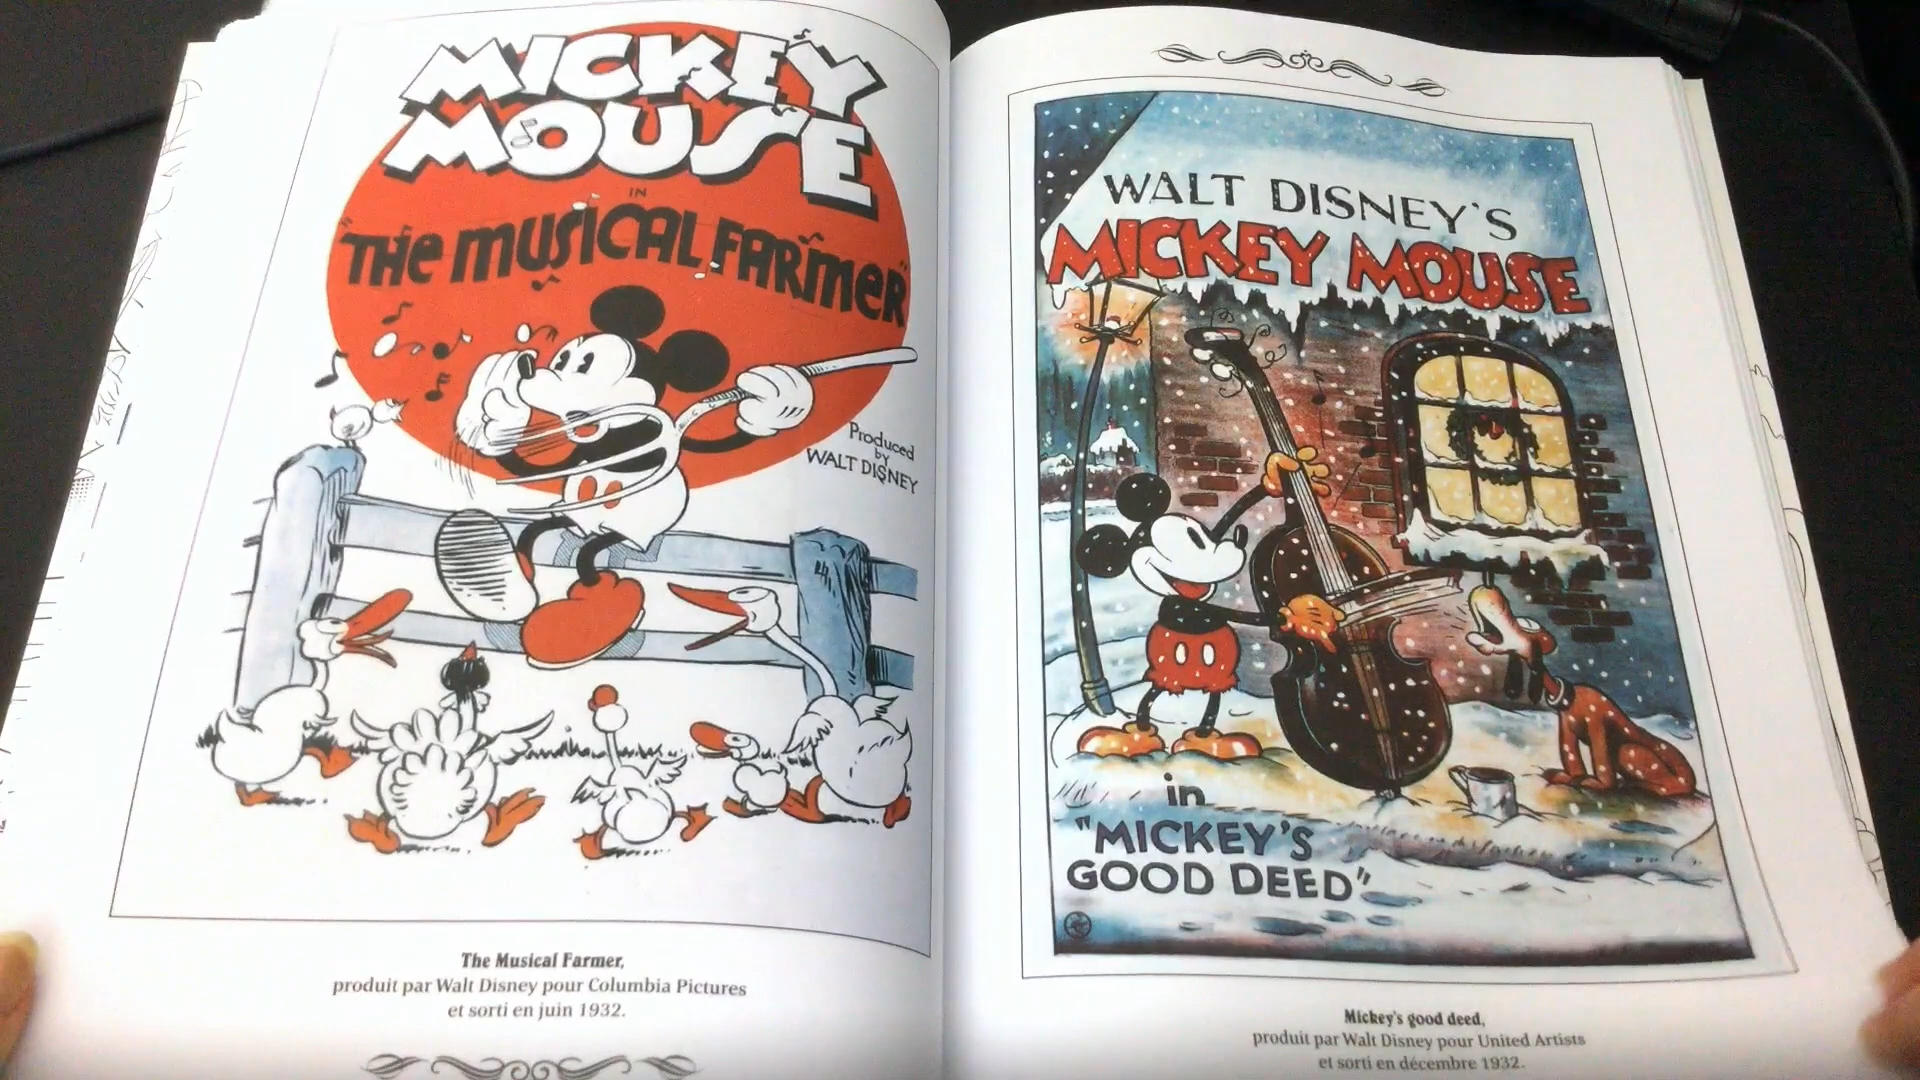 MICKEY
MOUSE
IN
"THE MUSICAL FARMER"
Produced
by
WALT DISNEY
The Musical Farmer,
produit par Walt Disney pour Columbia Pictures
et sorti en juin 1932.
WALT DISNEY'S
MICKEY MOUSE
in
"MICKEY'S
GOOD DEED"
Mickey's good deed,
produit par Walt Disney pour United Artists
et sorti en décembre 1932.